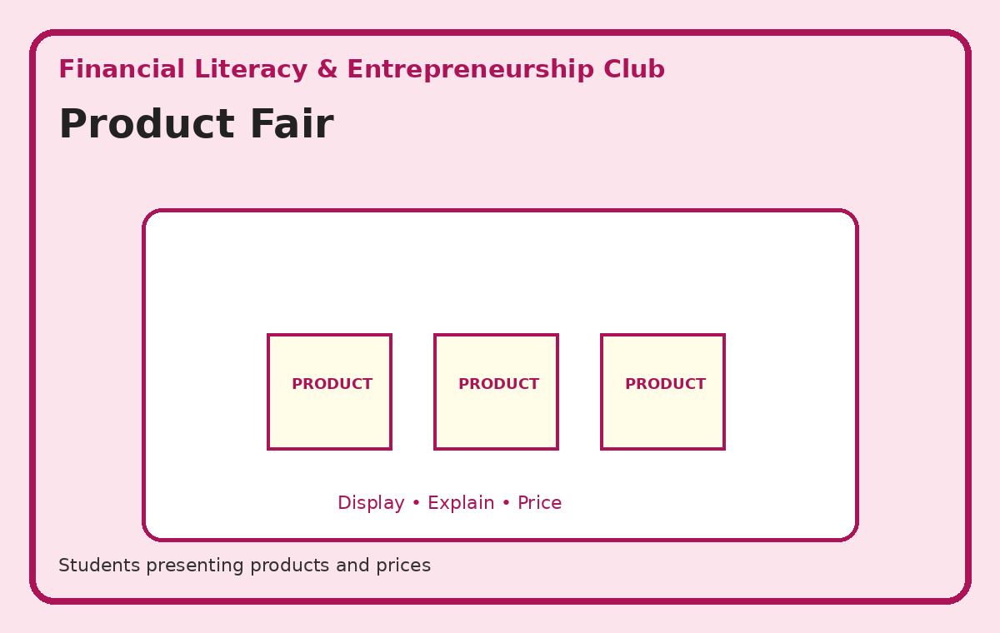 Financial Literacy & Entrepreneurship Club
Product Fair
PRODUCT PRODUCT PRODUCT
Display • Explain • Price
Students presenting products and prices